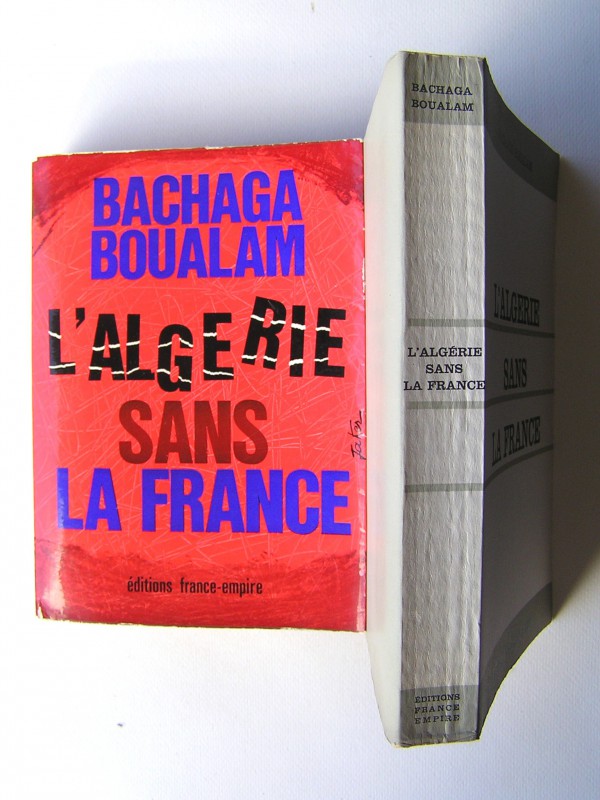 BACHAGA
BOUALAM
L'ALGERIE
SANS
LA FRANCE
éditions france-empire
BACHAGA
BOUALAM
L'ALGÉRIE
SANS
LA FRANCE
ÉDITIONS
FRANCE
EMPIRE
L'ALGERIE
SANS
LA FRANCE